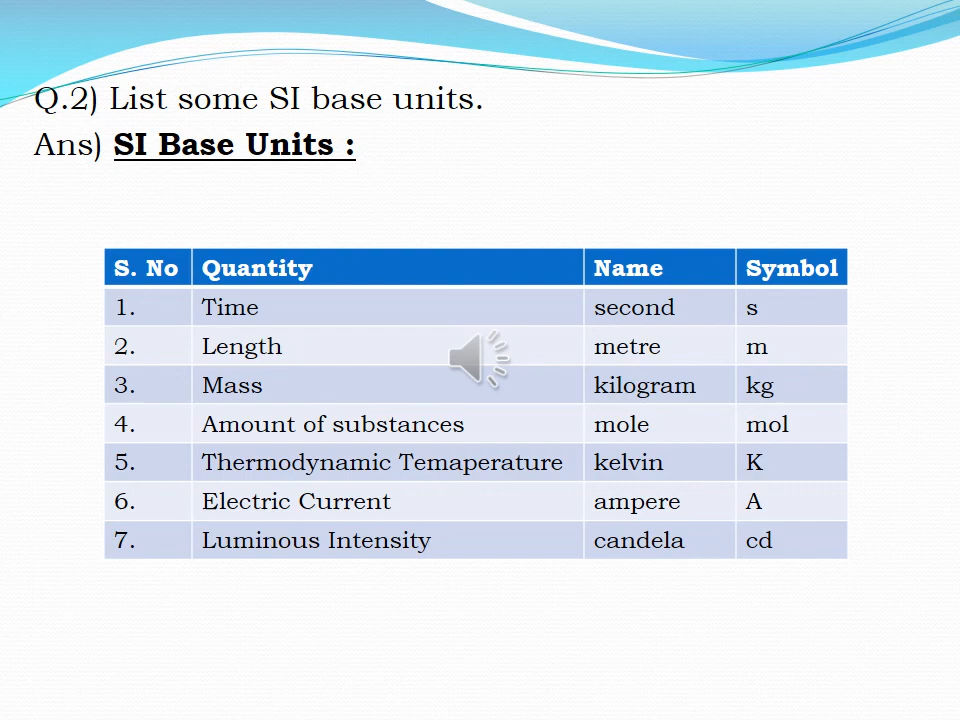 Q.2) List some SI base units.
Ans) SI Base Units :
S. No Quantity Name Symbol
1. Time second s
2. Length metre m
3. Mass kilogram kg
4. Amount of substances mole mol
5. Thermodynamic Temaperature kelvin K
6. Electric Current ampere A
7. Luminous Intensity candela cd